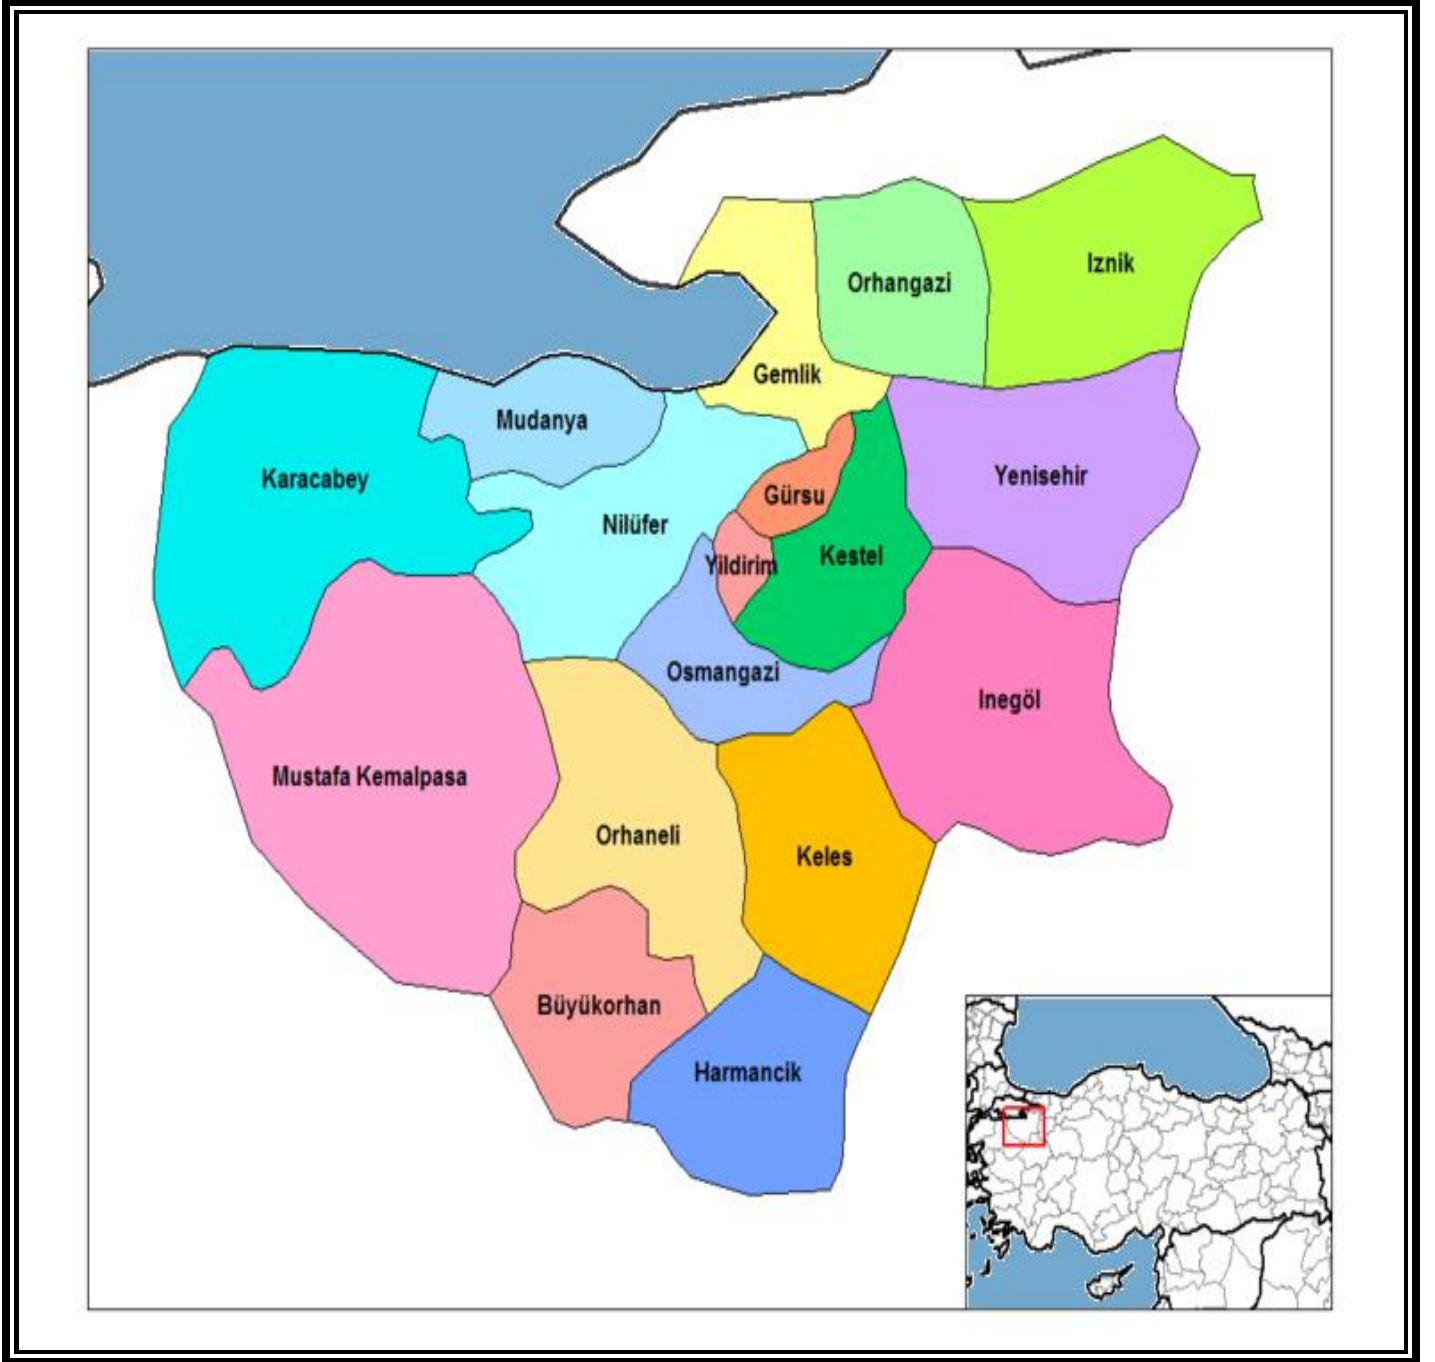 Iznik
Orhangazi
Gemlik
Mudanya
Karacabey
Yenisehir
Gürsu
Nilüfer
Kestel
Yildirim
Osmangazi
Inegöl
Mustafa Kemalpasa
Orhaneli
Keles
Büyükorhan
Harmancik